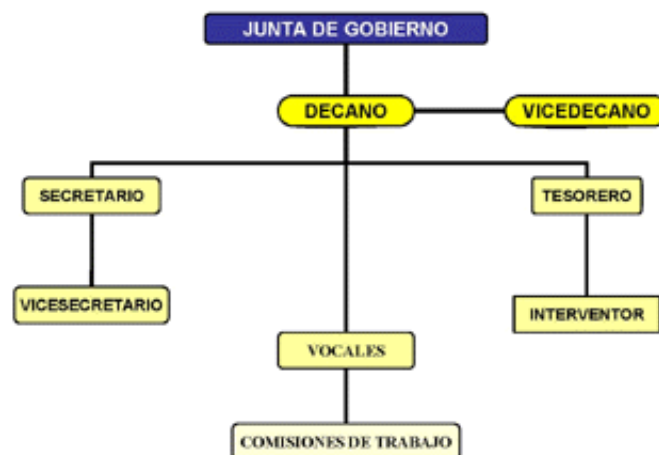 JUNTA DE GOBIERNO
DECANO
VICEDECANO
SECRETARIO
TESORERO
VICESECRETARIO
INTERVENTOR
VOCALES
COMISIONES DE TRABAJO